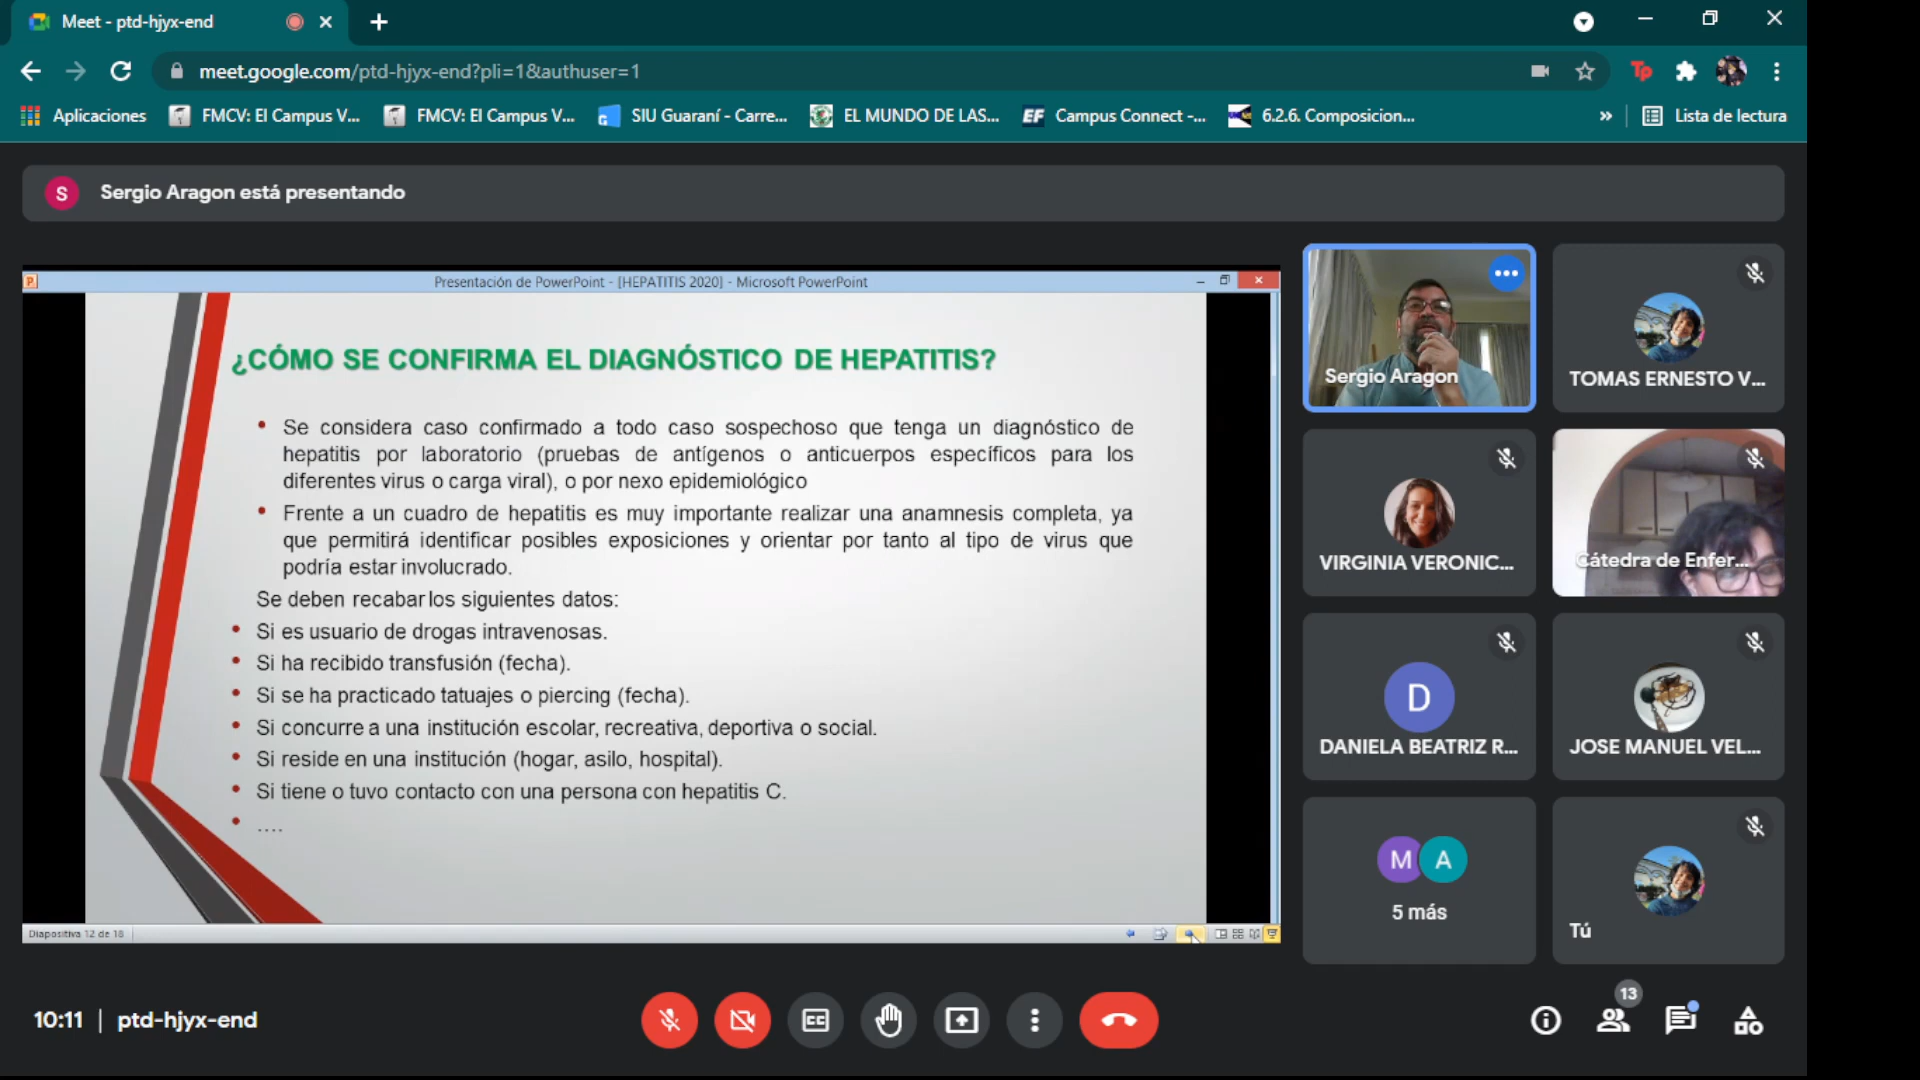 Meet - ptd-hjyx-end
meet.google.com/ptd-hjyx-end?pli=1&authuser=1
Tp
Aplicaciones
FMCV: El Campus V...
FMCV: El Campus V...
SIU Guaraní - Carre...
EL MUNDO DE LAS...
EF Campus Connect -...
6.2.6. Composicion...
»
Lista de lectura
S Sergio Aragon está presentando
Presentación de PowerPoint - [HEPATITIS 2020] - Microsoft PowerPoint
¿CÓMO SE CONFIRMA EL DIAGNÓSTICO DE HEPATITIS?
• Se considera caso confirmado a todo caso sospechoso que tenga un diagnóstico de
hepatitis por laboratorio (pruebas de antígenos o anticuerpos específicos para los
diferentes virus o carga viral), o por nexo epidemiológico
• Frente a un cuadro de hepatitis es muy importante realizar una anamnesis completa, ya
que permitirá identificar posibles exposiciones y orientar por tanto al tipo de virus que
podría estar involucrado.
Se deben recabar los siguientes datos:
• Si es usuario de drogas intravenosas.
• Si ha recibido transfusión (fecha).
• Si se ha practicado tatuajes o piercing (fecha).
• Si concurre a una institución escolar, recreativa, deportiva o social.
• Si reside en una institución (hogar, asilo, hospital).
• Si tiene o tuvo contacto con una persona con hepatitis C.
• ....
Diapositiva 12 de 18
Sergio Aragon
TOMAS ERNESTO V...
VIRGINIA VERONIC...
Cátedra de Enfer...
D
DANIELA BEATRIZ R...
JOSE MANUEL VEL...
M A
5 más
Tú
10:11 | ptd-hjyx-end
CC
13